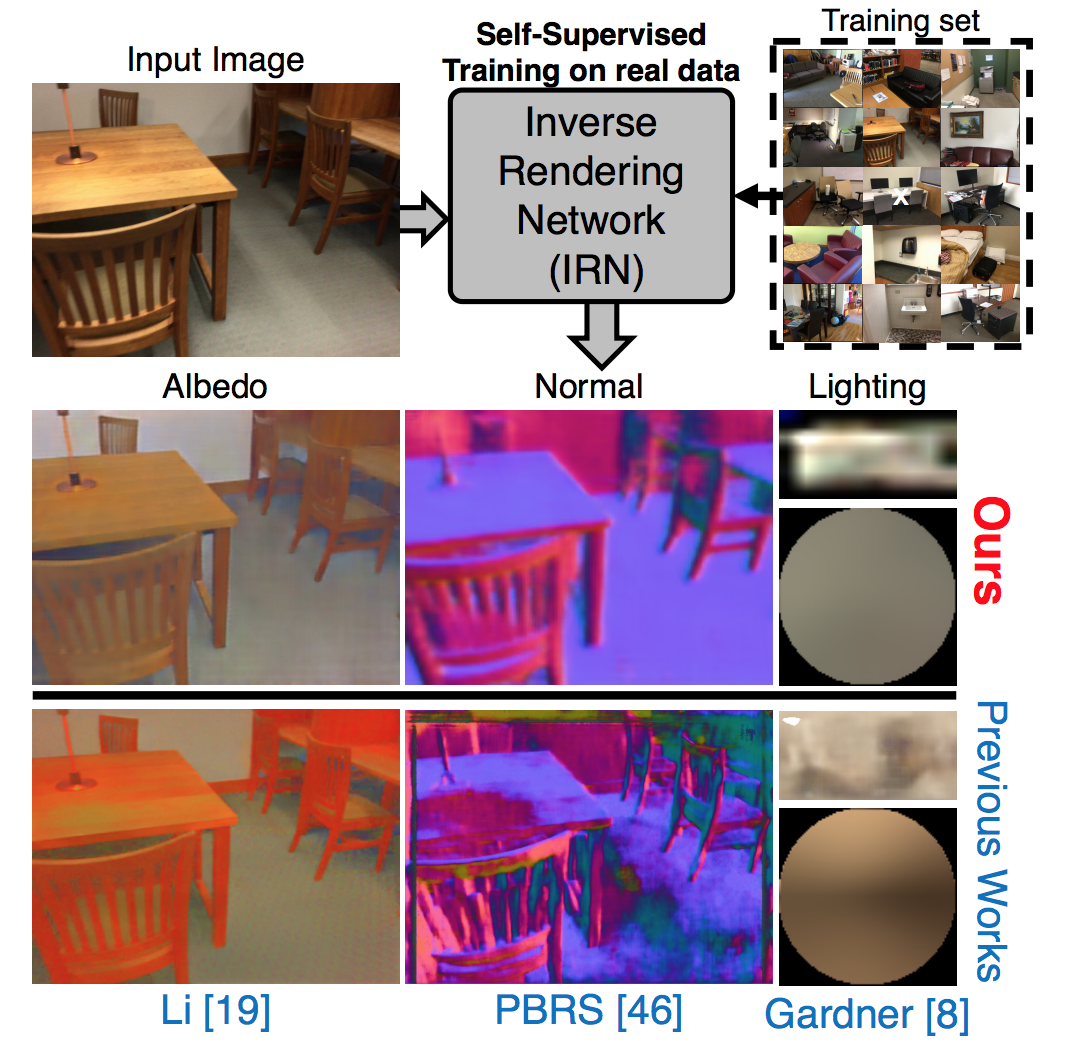 Training set
Self-Supervised
Training on real data
Input Image
Inverse
Rendering
Network
(IRN)
x
Albedo
Normal
Lighting
Ours
Previous Works
Li [19]
PBRS [46]
Gardner [8]